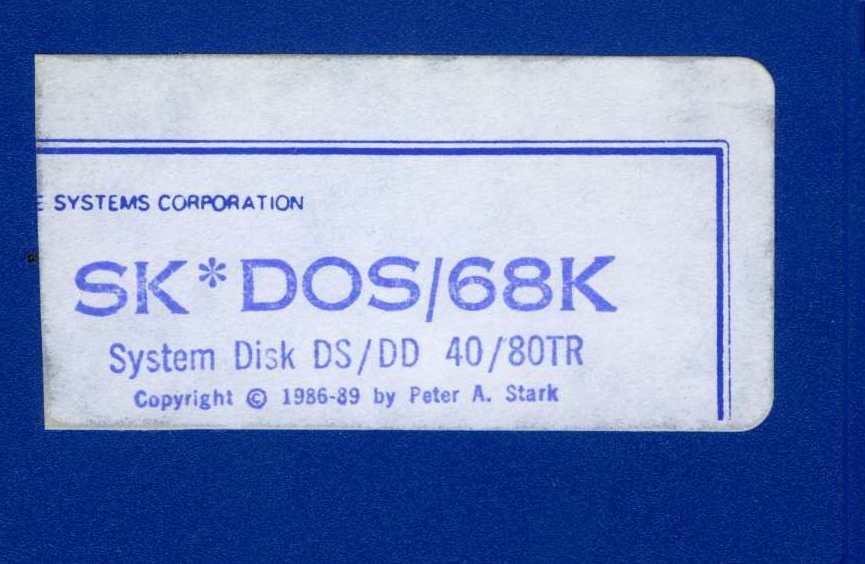 E SYSTEMS CORPORATION
SK*DOS/68K
System Disk DS/DD 40/80TR
Copyright © 1986-89 by Peter A. Stark